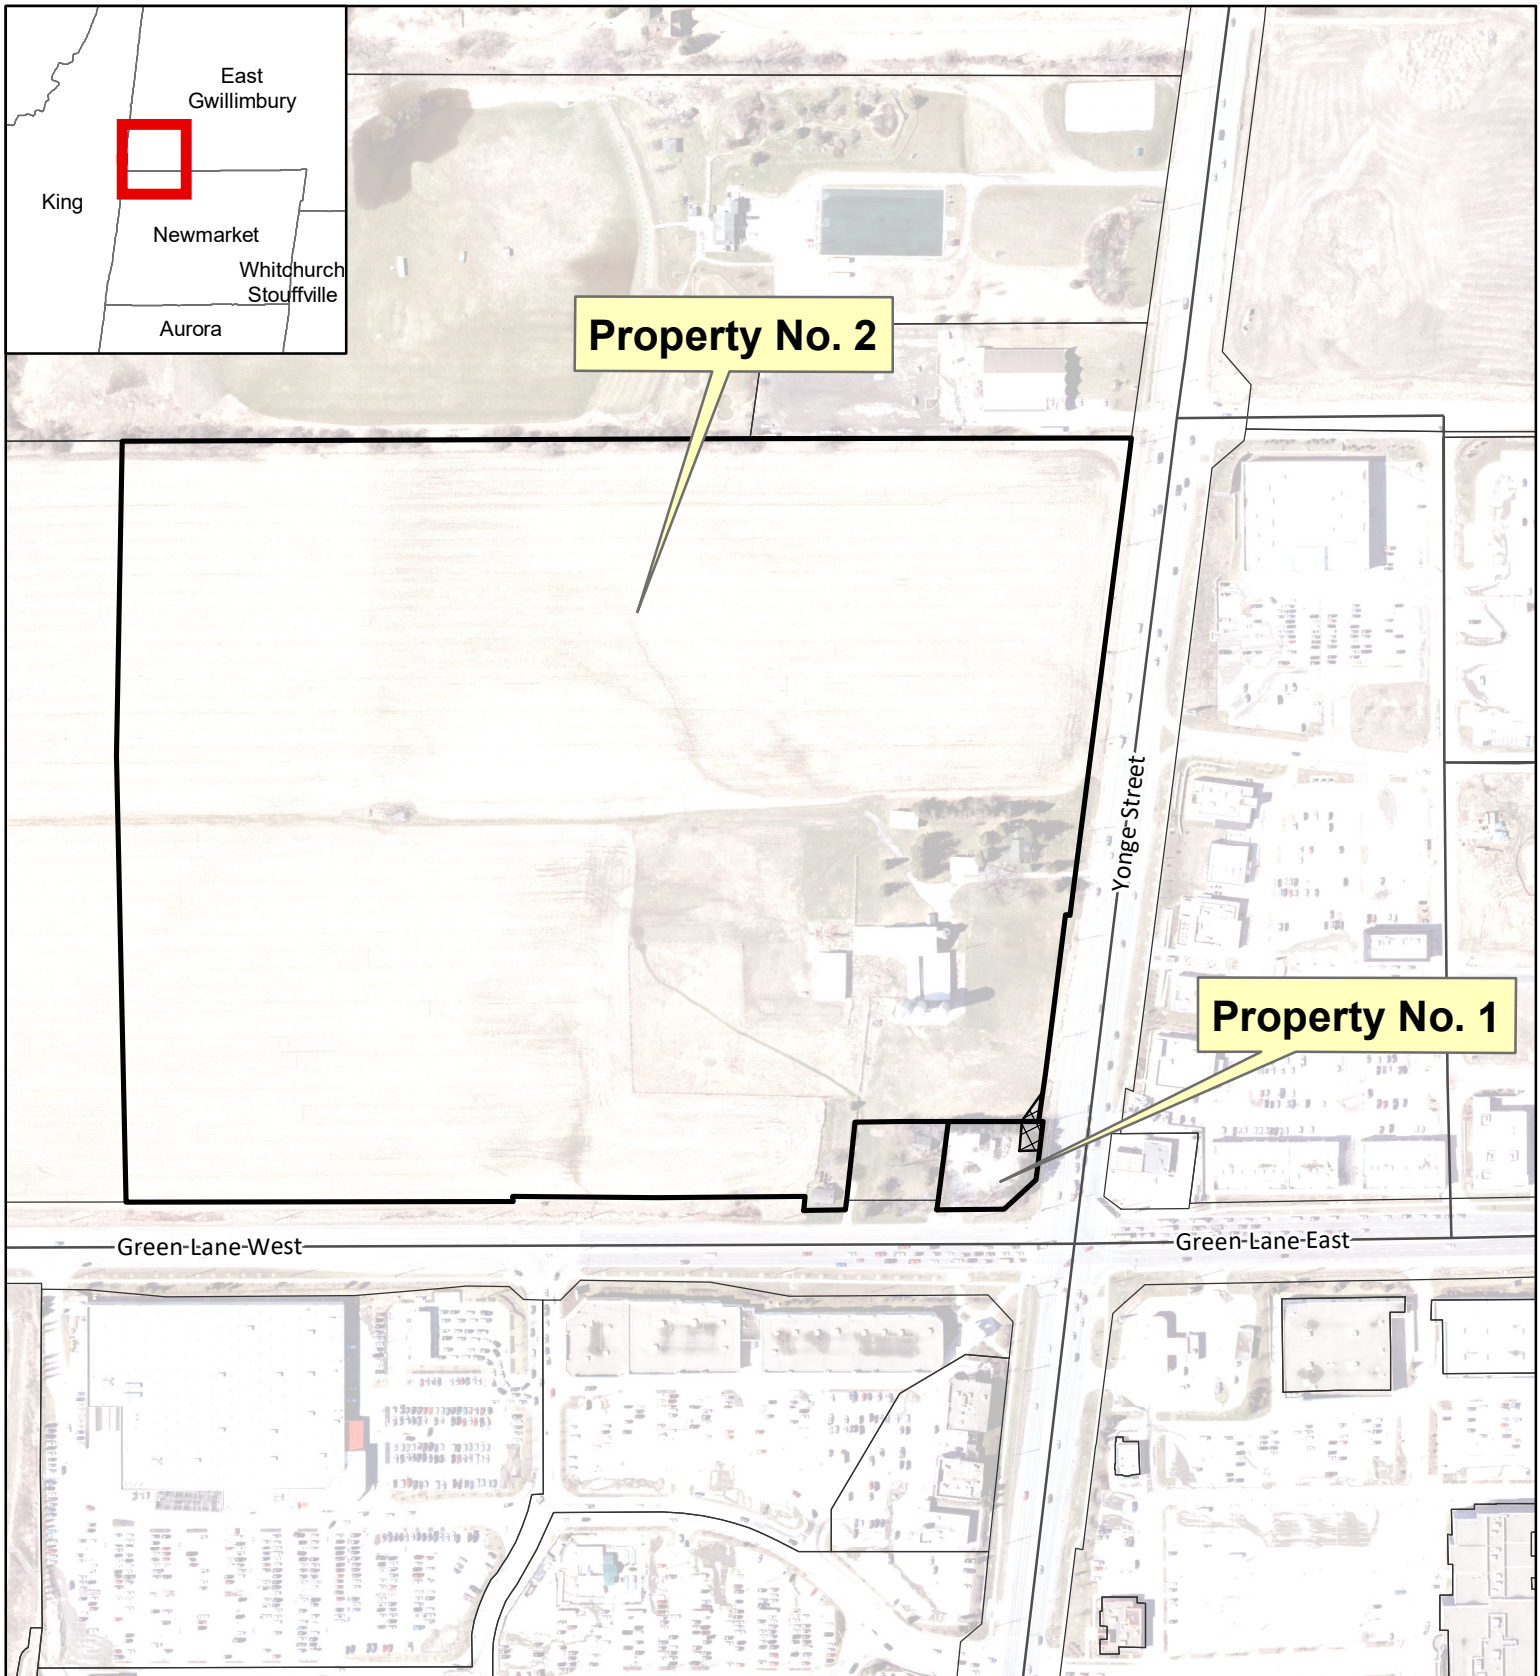 East
Gwillimbury
King
Newmarket
Whitchurch
Stouffville
Aurora
Property No. 2
Yonge Street
Property No. 1
Green Lane West
Green Lane East